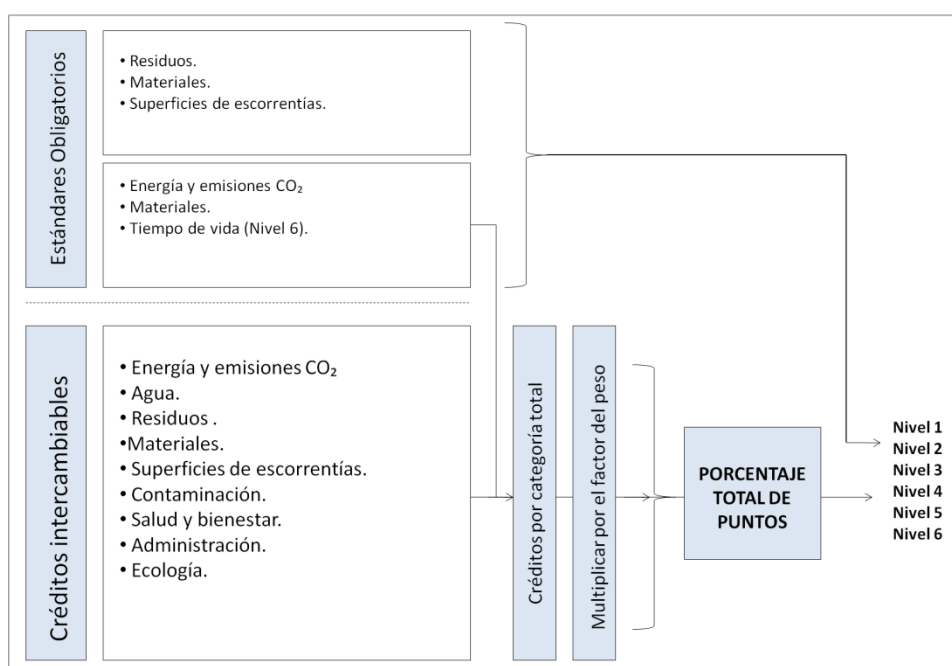 Estándares Obligatorios
• Residuos.
• Materiales.
• Superficies de escorrentías.
• Energía y emisiones CO₂
• Materiales.
• Tiempo de vida (Nivel 6).
Créditos intercambiables
• Energía y emisiones CO₂
• Agua.
• Residuos .
•Materiales.
• Superficies de escorrentías.
• Contaminación.
• Salud y bienestar.
• Administración.
• Ecología.
Créditos por categoría total
Multiplicar por el factor del peso
PORCENTAJE
TOTAL DE
PUNTOS
Nivel 1
Nivel 2
Nivel 3
Nivel 4
Nivel 5
Nivel 6